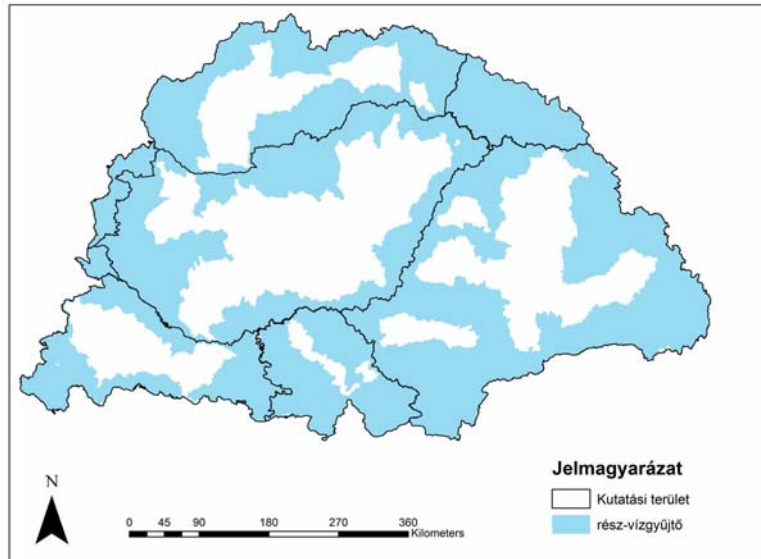 Jelmagyarázat
Kutatási terület
rész-vízgyűjtő
N
0 45 90 180 270 360
Kilometers